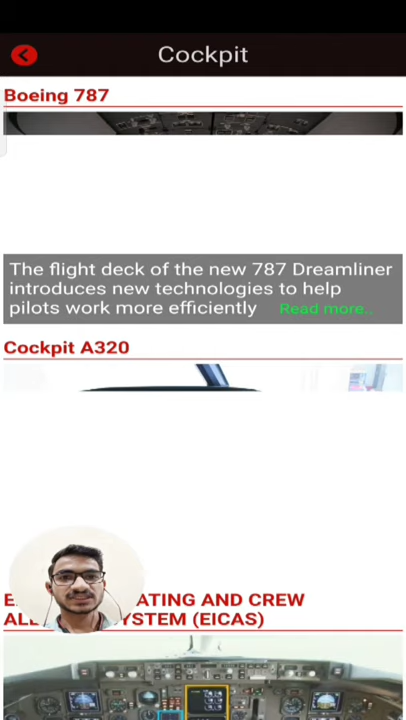 Cockpit
Boeing 787
The flight deck of the new 787 Dreamliner
introduces new technologies to help
pilots work more efficiently Read more..
Cockpit A320
ATING AND CREW
YSTEM (EICAS)